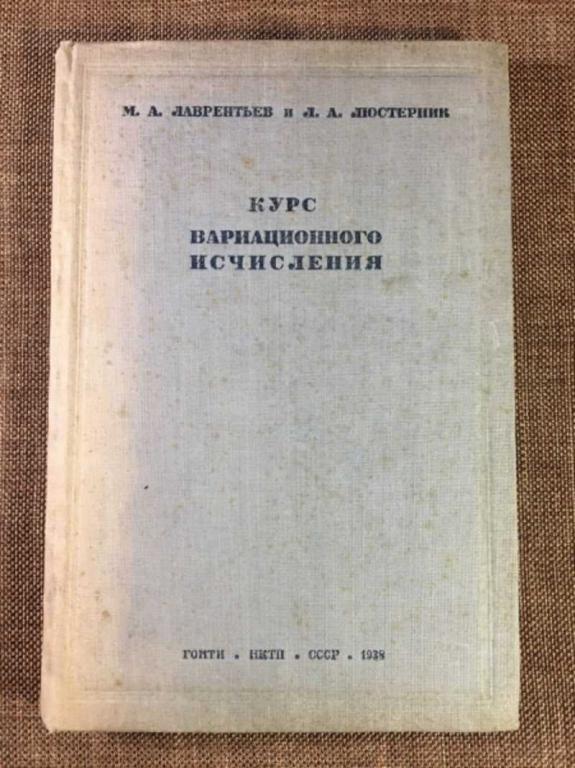 М. А. ЛАВРЕНТЬЕВ и Л. А. ЛЮСТЕРНИК
КУРС
ВАРИАЦИОННОГО
ИСЧИСЛЕНИЯ
ГОНТИ • НКТП • СССР • 1938